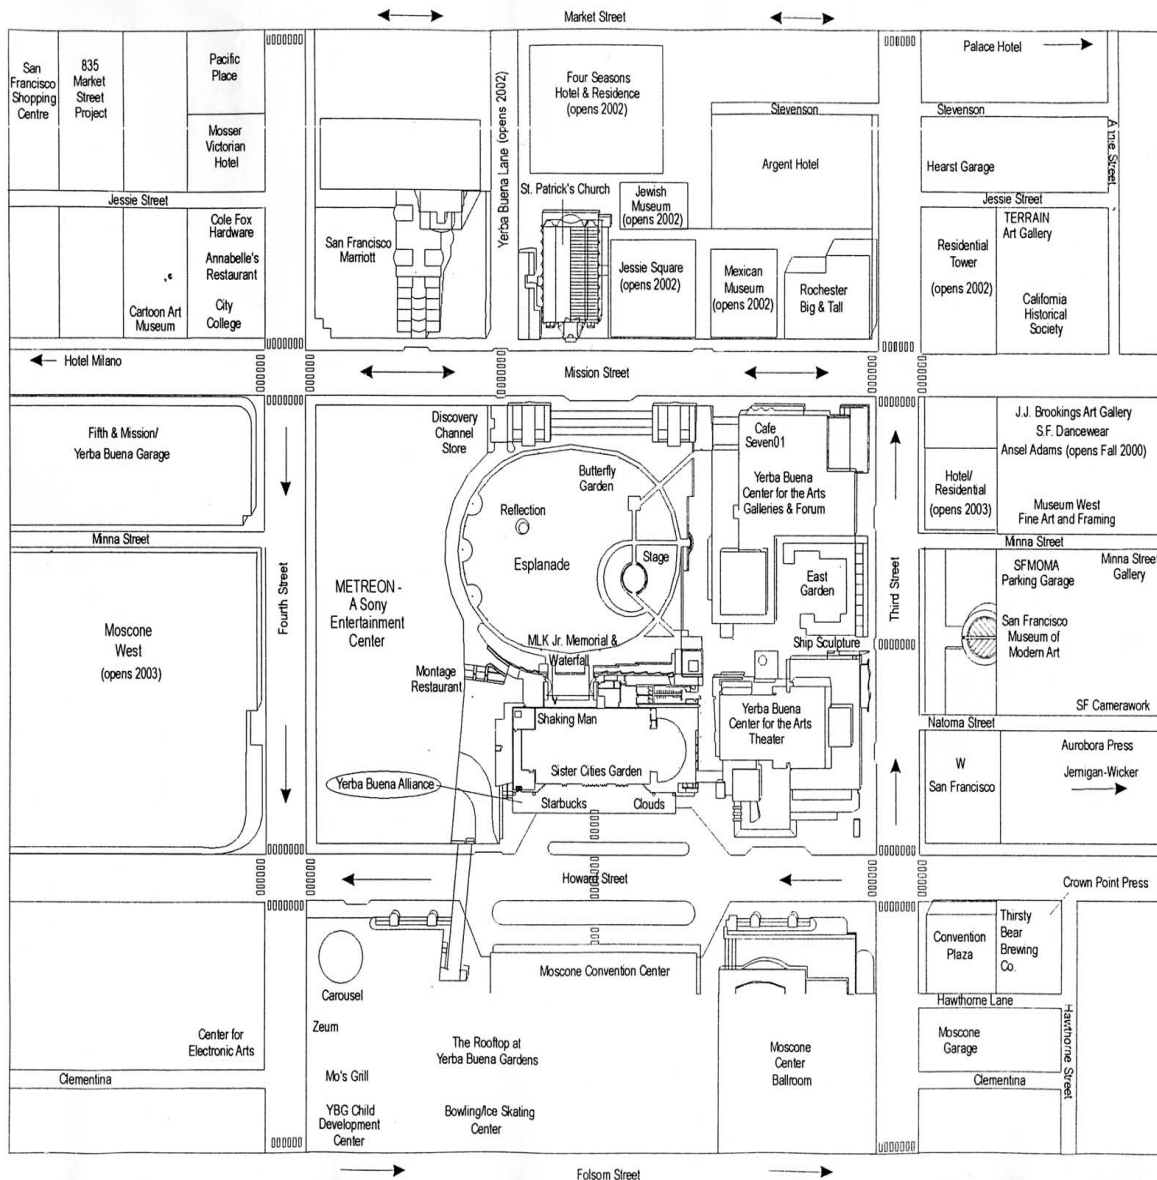 Market Street
San
Francisco
Shopping
Centre
835
Market
Street
Project
Pacific
Place
Mosser
Victorian
Hotel
Yerba Buena Lane (opens 2002)
Four Seasons
Hotel & Residence
(opens 2002)
Palace Hotel
Stevenson
Stevenson
Argent Hotel
Hearst Garage
Annie Street
Jessie Street
Jessie Street
St. Patrick's Church
Jewish
Museum
(opens 2002)
Cole Fox
Hardware
Annabelle's
Restaurant
City
College
Cartoon Art
Museum
San Francisco
Marriott
Jessie Square
(opens 2002)
Mexican
Museum
(opens 2002)
Rochester
Big & Tall
Residential
Tower
(opens 2002)
TERRAIN
Art Gallery
California
Historical
Society
Hotel Milano
Mission Street
Fifth & Mission/
Yerba Buena Garage
Discovery
Channel
Store
Cafe
Seven01
Butterfly
Garden
Yerba Buena
Center for the Arts
Galleries & Forum
J.J. Brookings Art Gallery
S.F. Dancewear
Ansel Adams (opens Fall 2000)
Hotel/
Residential
(opens 2003)
Museum West
Fine Art and Framing
Reflection
Minna Street
Minna Street
Fourth Street
Third Street
Esplanade
Stage
East
Garden
SFMOMA
Parking Garage
Minna Street
Gallery
METREON -
A Sony
Entertainment
Center
Moscone
West
(opens 2003)
San Francisco
Museum of
Modern Art
MLK Jr. Memorial &
Waterfall
Ship Sculpture
Montage
Restaurant
SF Camerawork
Shaking Man
Yerba Buena
Center for the Arts
Theater
Natoma Street
Sister Cities Garden
Aurobora Press
W
San Francisco
Jernigan-Wicker
Yerba Buena Alliance
Starbucks
Clouds
Howard Street
Crown Point Press
Convention
Plaza
Thirsty
Bear
Brewing
Co.
Moscone Convention Center
Carousel
Hawthorne Lane
Hawthorne Street
Zeum
Center for
Electronic Arts
The Rooftop at
Yerba Buena Gardens
Moscone
Center
Ballroom
Moscone
Garage
Clementina
Mo's Grill
Clementina
YBG Child
Development
Center
Bowling/Ice Skating
Center
Folsom Street